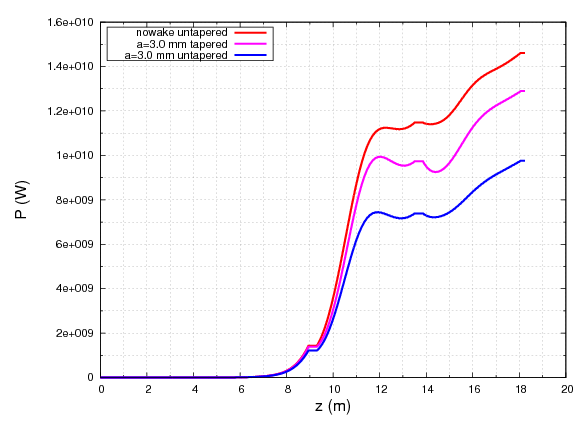 1.6e+010
1.4e+010
1.2e+010
1e+010
8e+009
6e+009
4e+009
2e+009
0
P (W)
nowake untapered
a=3.0 mm tapered
a=3.0 mm untapered
0 2 4 6 8 10 12 14 16 18 20
z (m)